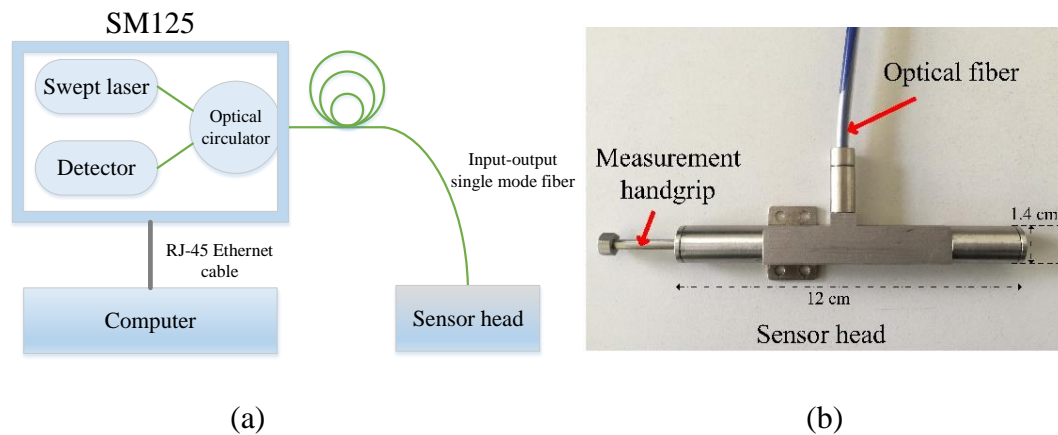 SM125
Swept laser
Detector
Optical
circulator
Input-output
single mode fiber
RJ-45 Ethernet
cable
Computer
Sensor head
(a)
Optical fiber
Measurement
handgrip
1.4 cm
12 cm
Sensor head
(b)